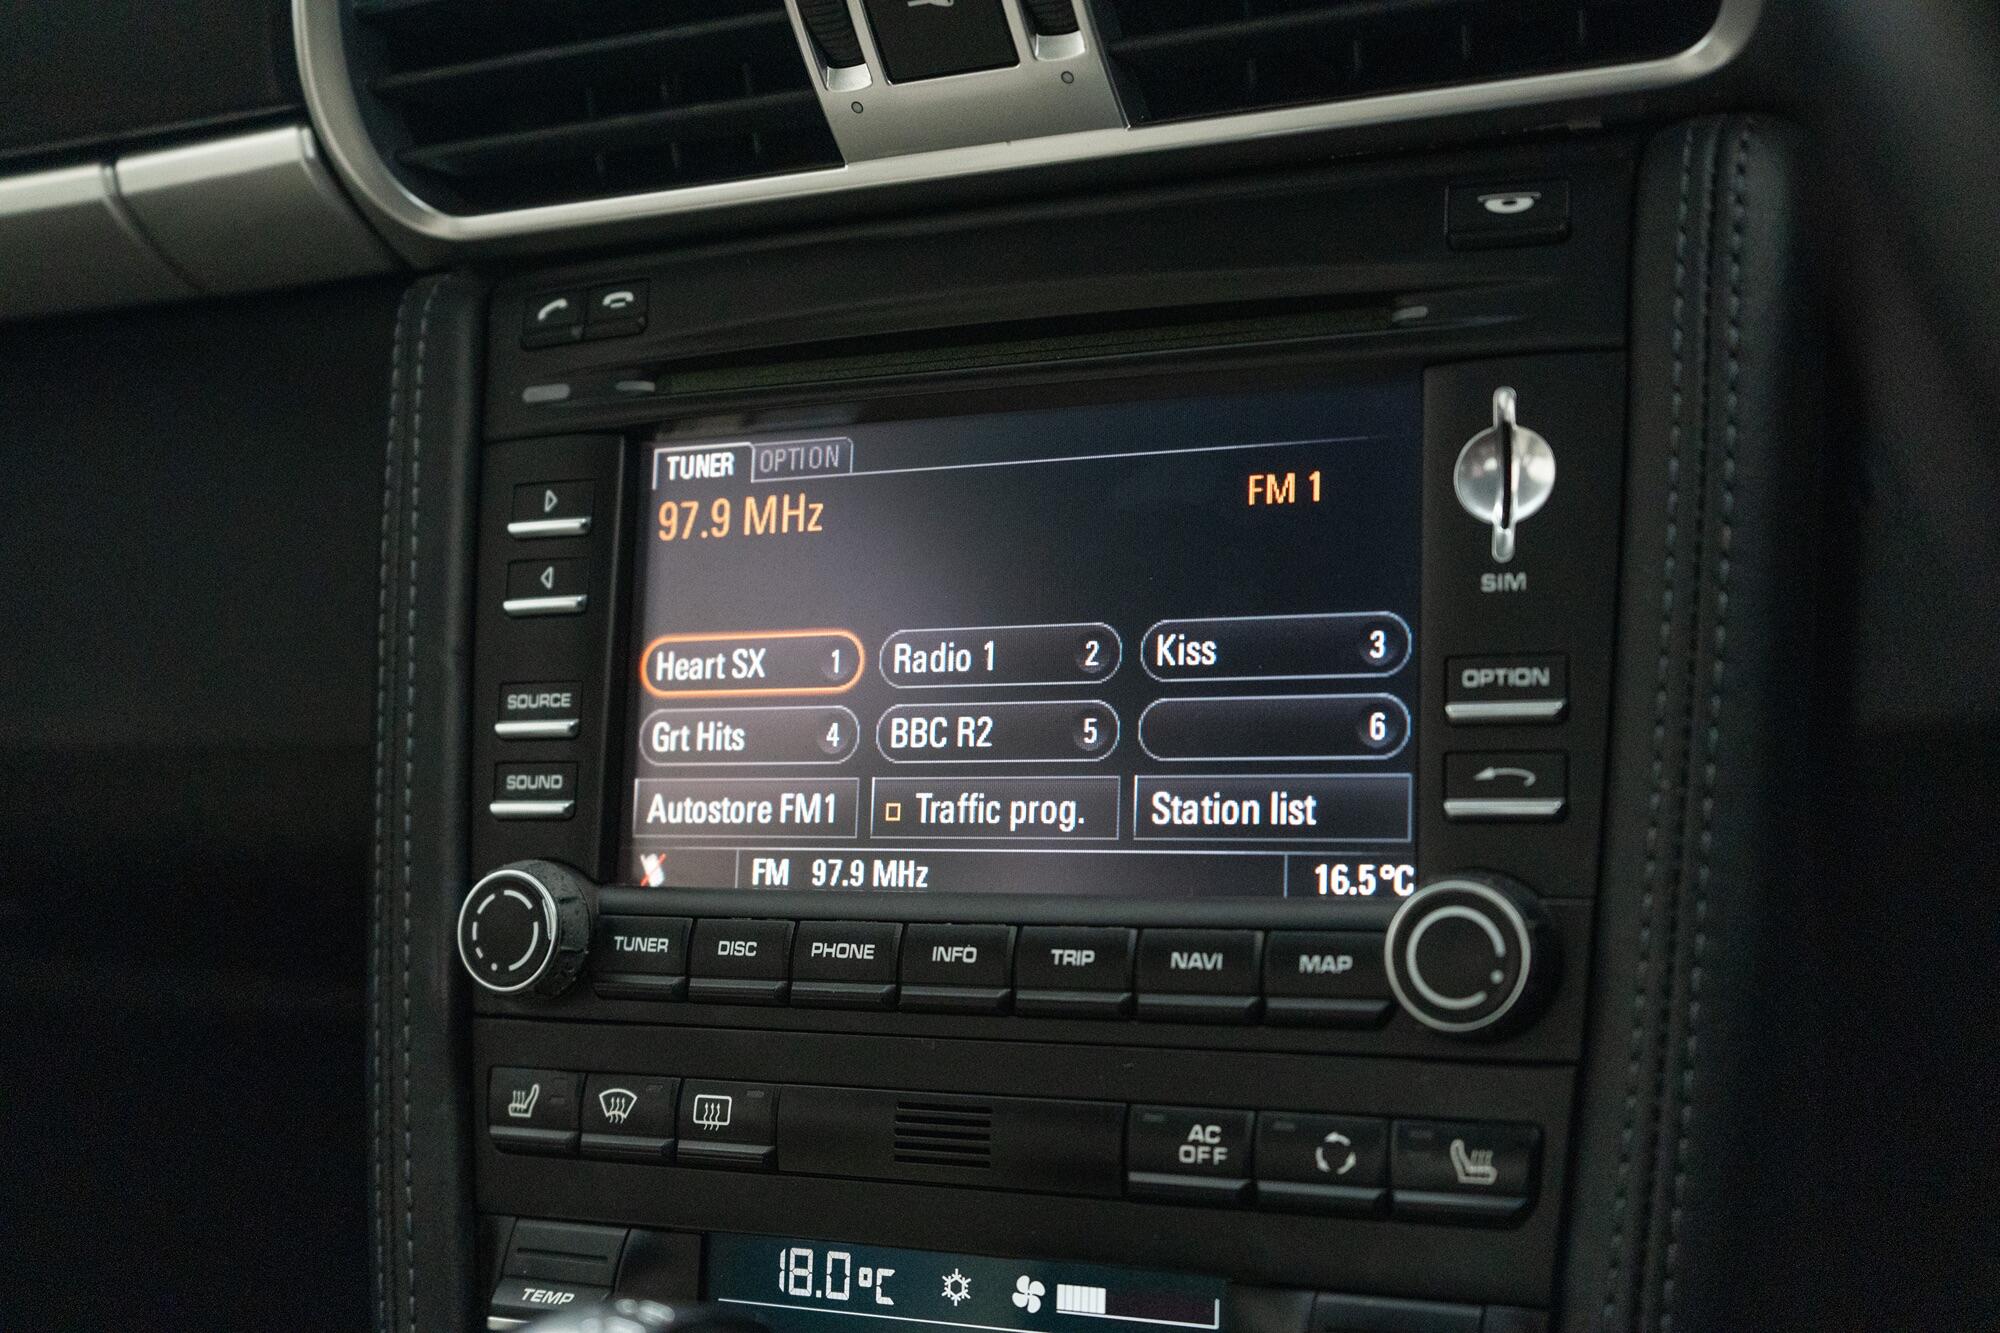 TUNER OPTION
97.9 MHz
FM 1
SIM
Heart SX 1
Radio 1 2
Kiss 3
OPTION
SOURCE
Grt Hits 4
BBC R2 5
6
SOUND
Autostore FM1
Traffic prog.
Station list
FM 97.9 MHz
16.5°C
TUNER DISC PHONE INFO TRIP NAVI MAP
AC
OFF
18.0°C
TEMP